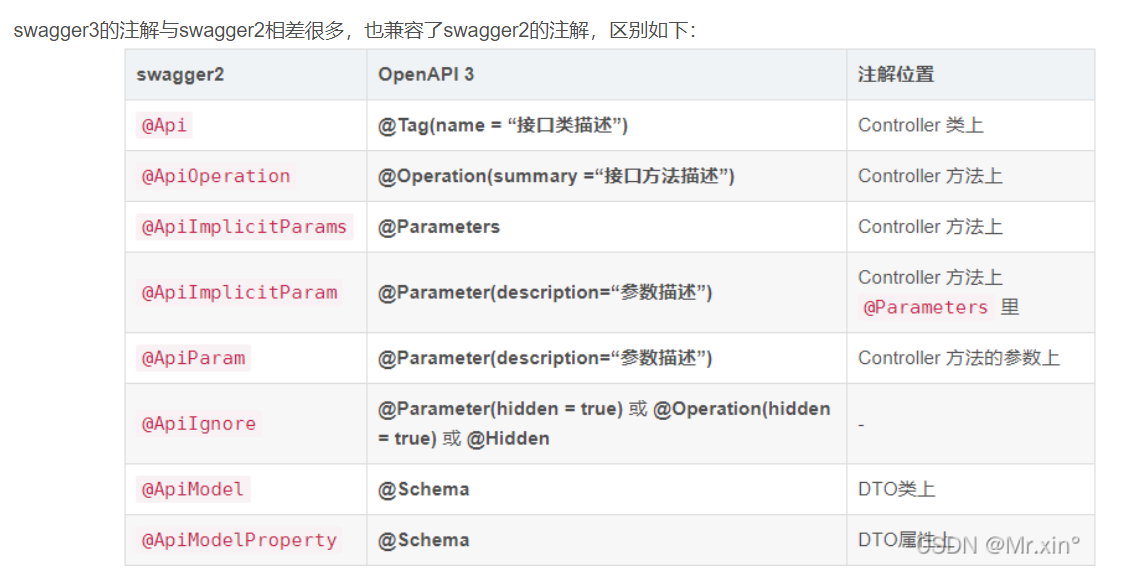 swagger3的注解与swagger2相差很多，也兼容了swagger2的注解，区别如下：
swagger2 OpenAPI 3 注解位置
@Api @Tag(name = “接口类描述”) Controller 类上
@ApiOperation @Operation(summary =“接口方法描述”) Controller 方法上
@ApiImplicitParams @Parameters Controller 方法上
@ApiImplicitParam @Parameter(description=“参数描述”) Controller 方法上
@Parameters 里
@ApiParam @Parameter(description=“参数描述”) Controller 方法的参数上
@ApiIgnore @Parameter(hidden = true) 或 @Operation(hidden
= true) 或 @Hidden -
@ApiModel @Schema DTO类上
@ApiModelProperty @Schema DTO属性上
CSDN @Mr.xin°